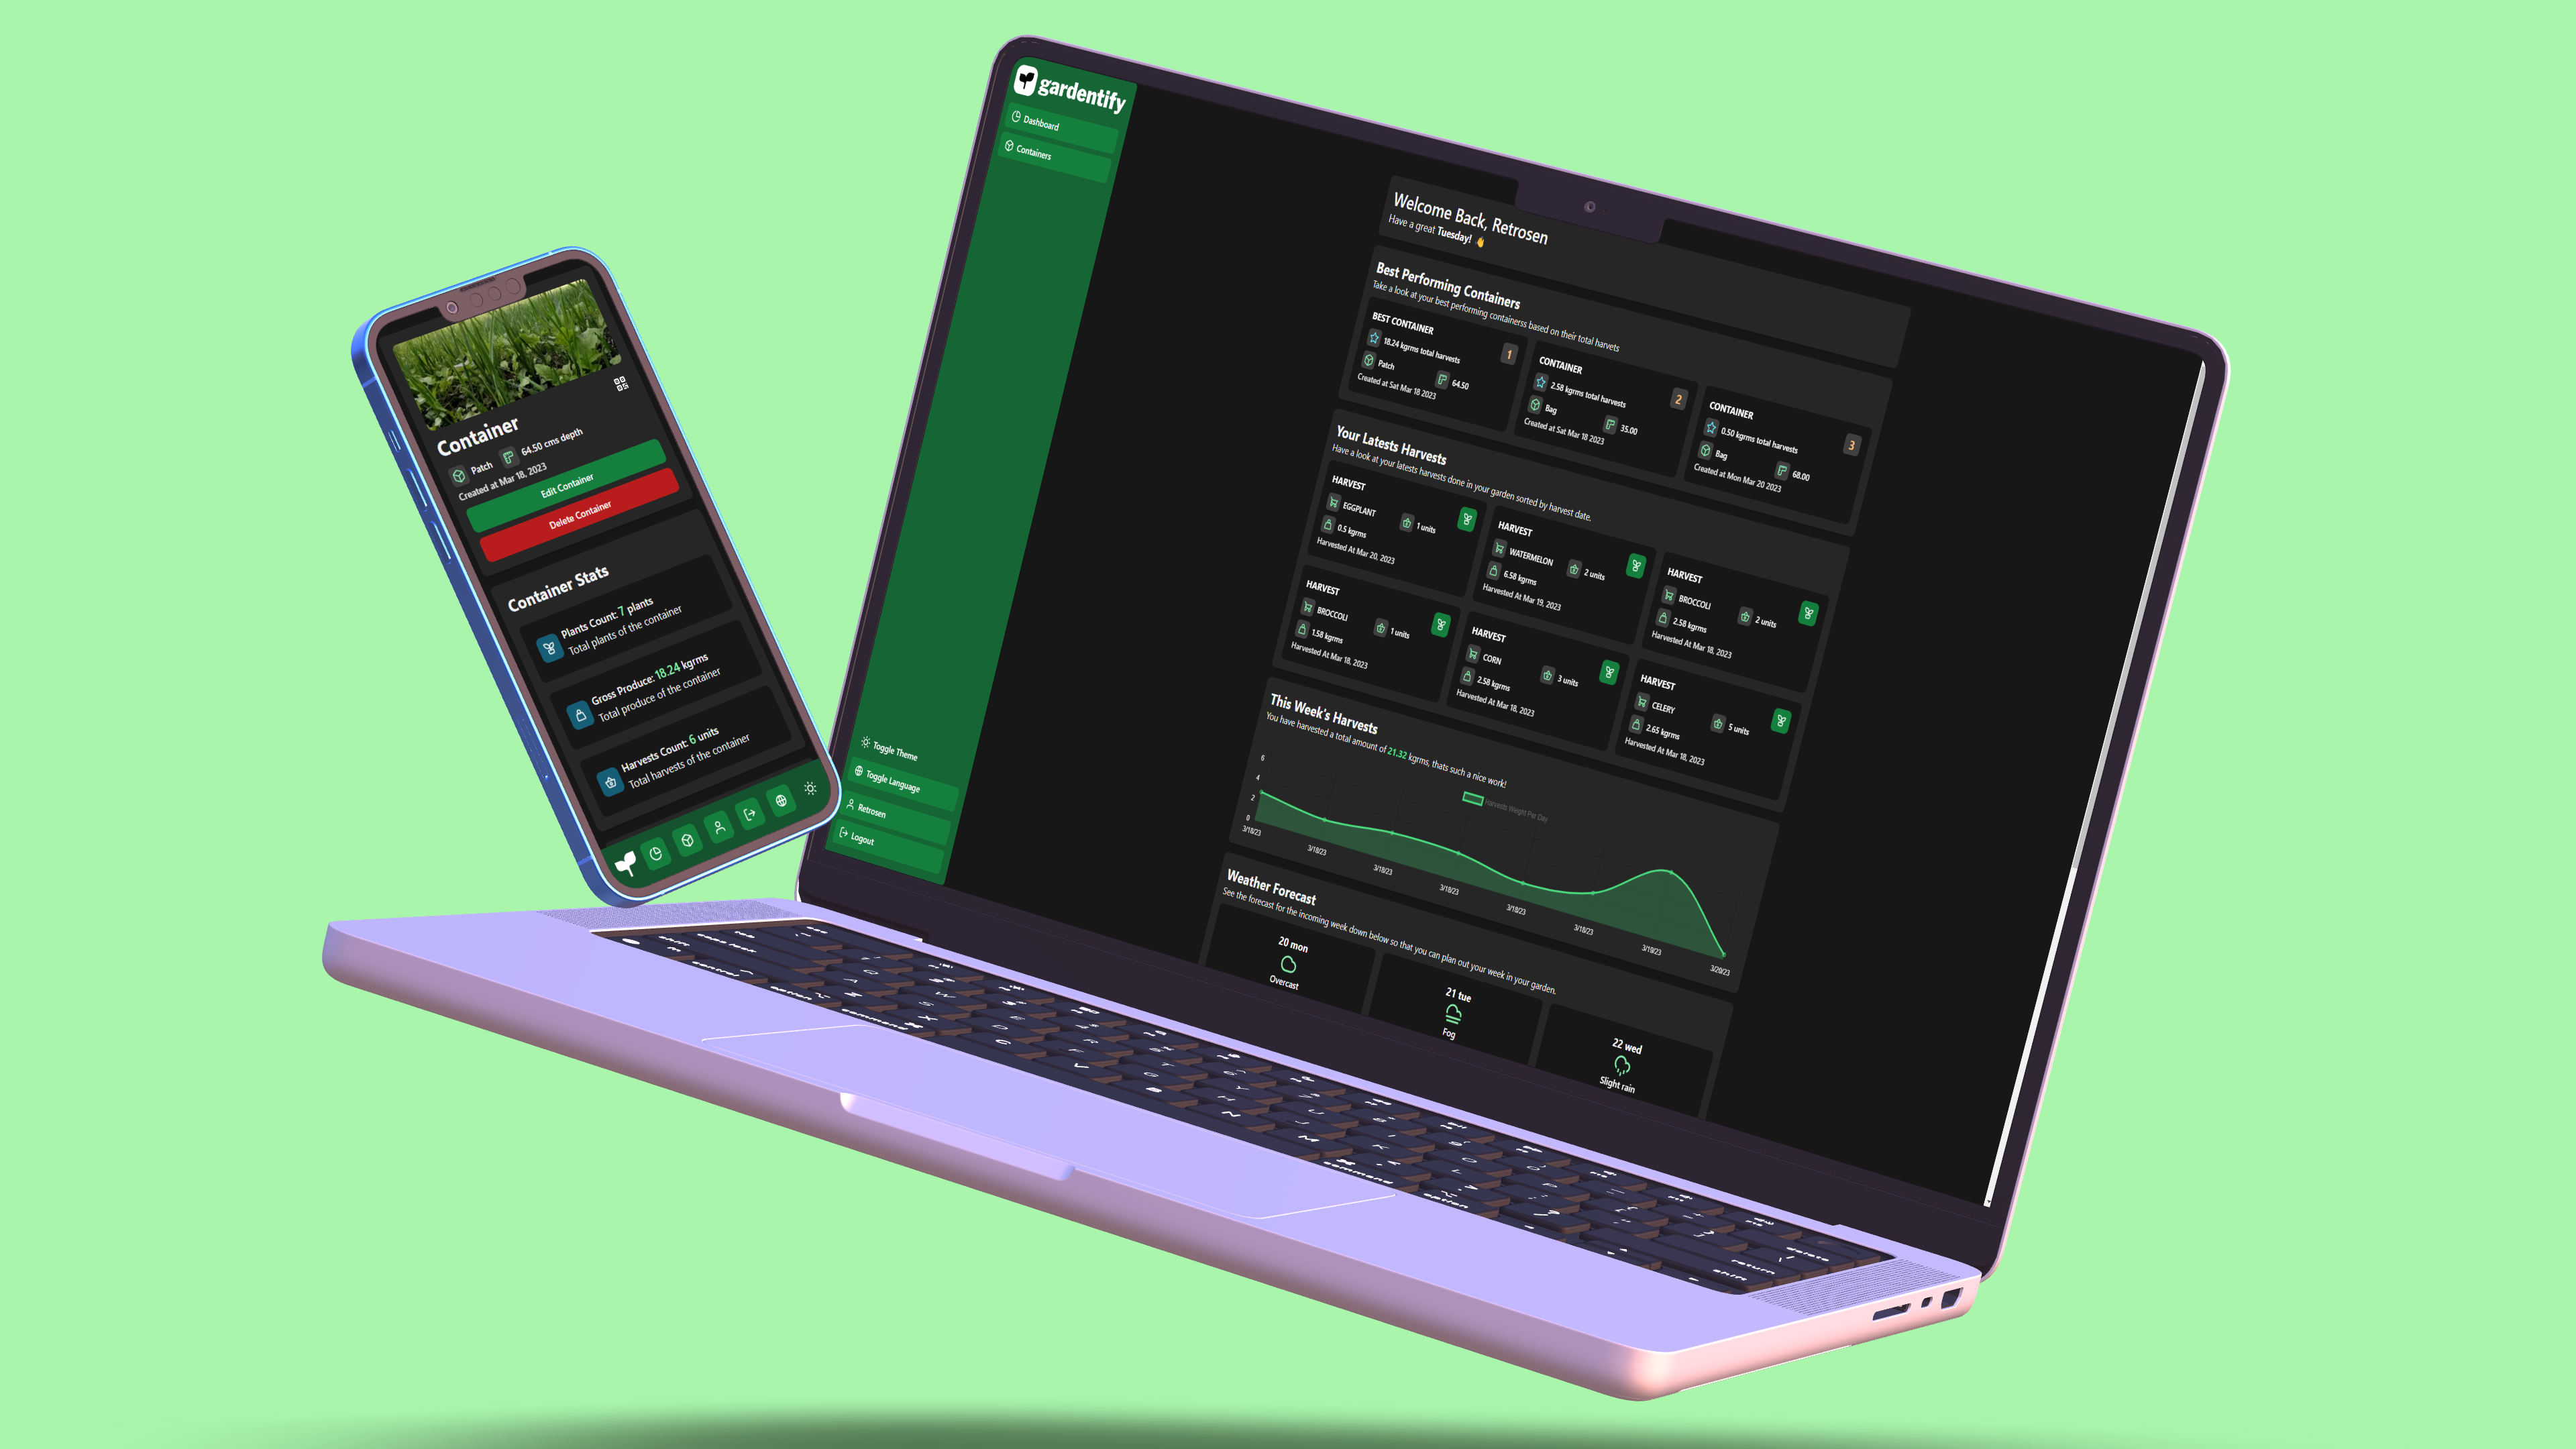 Container
Patch
64.50 cms depth
Created at Mar 18, 2023
Edit Container
Delete Container
Container Stats
Plants Count: 7 plants
Total plants of the container
Gross Produce: 18.24 kgrms
Total produce of the container
Harvests Count: 6 units
Total harvests of the container
gardentify
Dashboard
Containers
Toggle Theme
Toggle Language
Retrosen
Logout
Welcome Back, Retrosen
Have a great Tuesday! 👋
Best Performing Containers
Take a look at your best performing containerss based on their total harvets
BEST CONTAINER
1
18.24 kgrms total harvests
Patch
64.50
Created at Sat Mar 18 2023
CONTAINER
2
2.58 kgrms total harvests
Bag
35.00
Created at Sat Mar 18 2023
CONTAINER
3
0.50 kgrms total harvests
Bag
68.00
Created at Mon Mar 20 2023
Your Latests Harvests
Have a look at your latests harvests done in your garden sorted by harvest date.
HARVEST
EGGPLANT
1 units
0.5 kgrms
Harvested At Mar 20, 2023
HARVEST
WATERMELON
2 units
6.58 kgrms
Harvested At Mar 19, 2023
HARVEST
BROCCOLI
2 units
2.58 kgrms
Harvested At Mar 18, 2023
HARVEST
BROCCOLI
1 units
1.58 kgrms
Harvested At Mar 18, 2023
HARVEST
CORN
3 units
2.58 kgrms
Harvested At Mar 18, 2023
HARVEST
CELERY
5 units
2.65 kgrms
Harvested At Mar 18, 2023
This Week's Harvests
You have harvested a total amount of 21.32 kgrms, thats such a nice work!
Harvests Weight Per Day
6
4
2
0
3/18/23
3/18/23
3/18/23
3/18/23
3/18/23
3/18/23
3/19/23
3/20/23
Weather Forecast
See the forecast for the incoming week down below so that you can plan out your week in your garden.
20 mon
Overcast
21 tue
Fog
22 wed
Slight rain
control
option
command
command
option
delete
return
shift